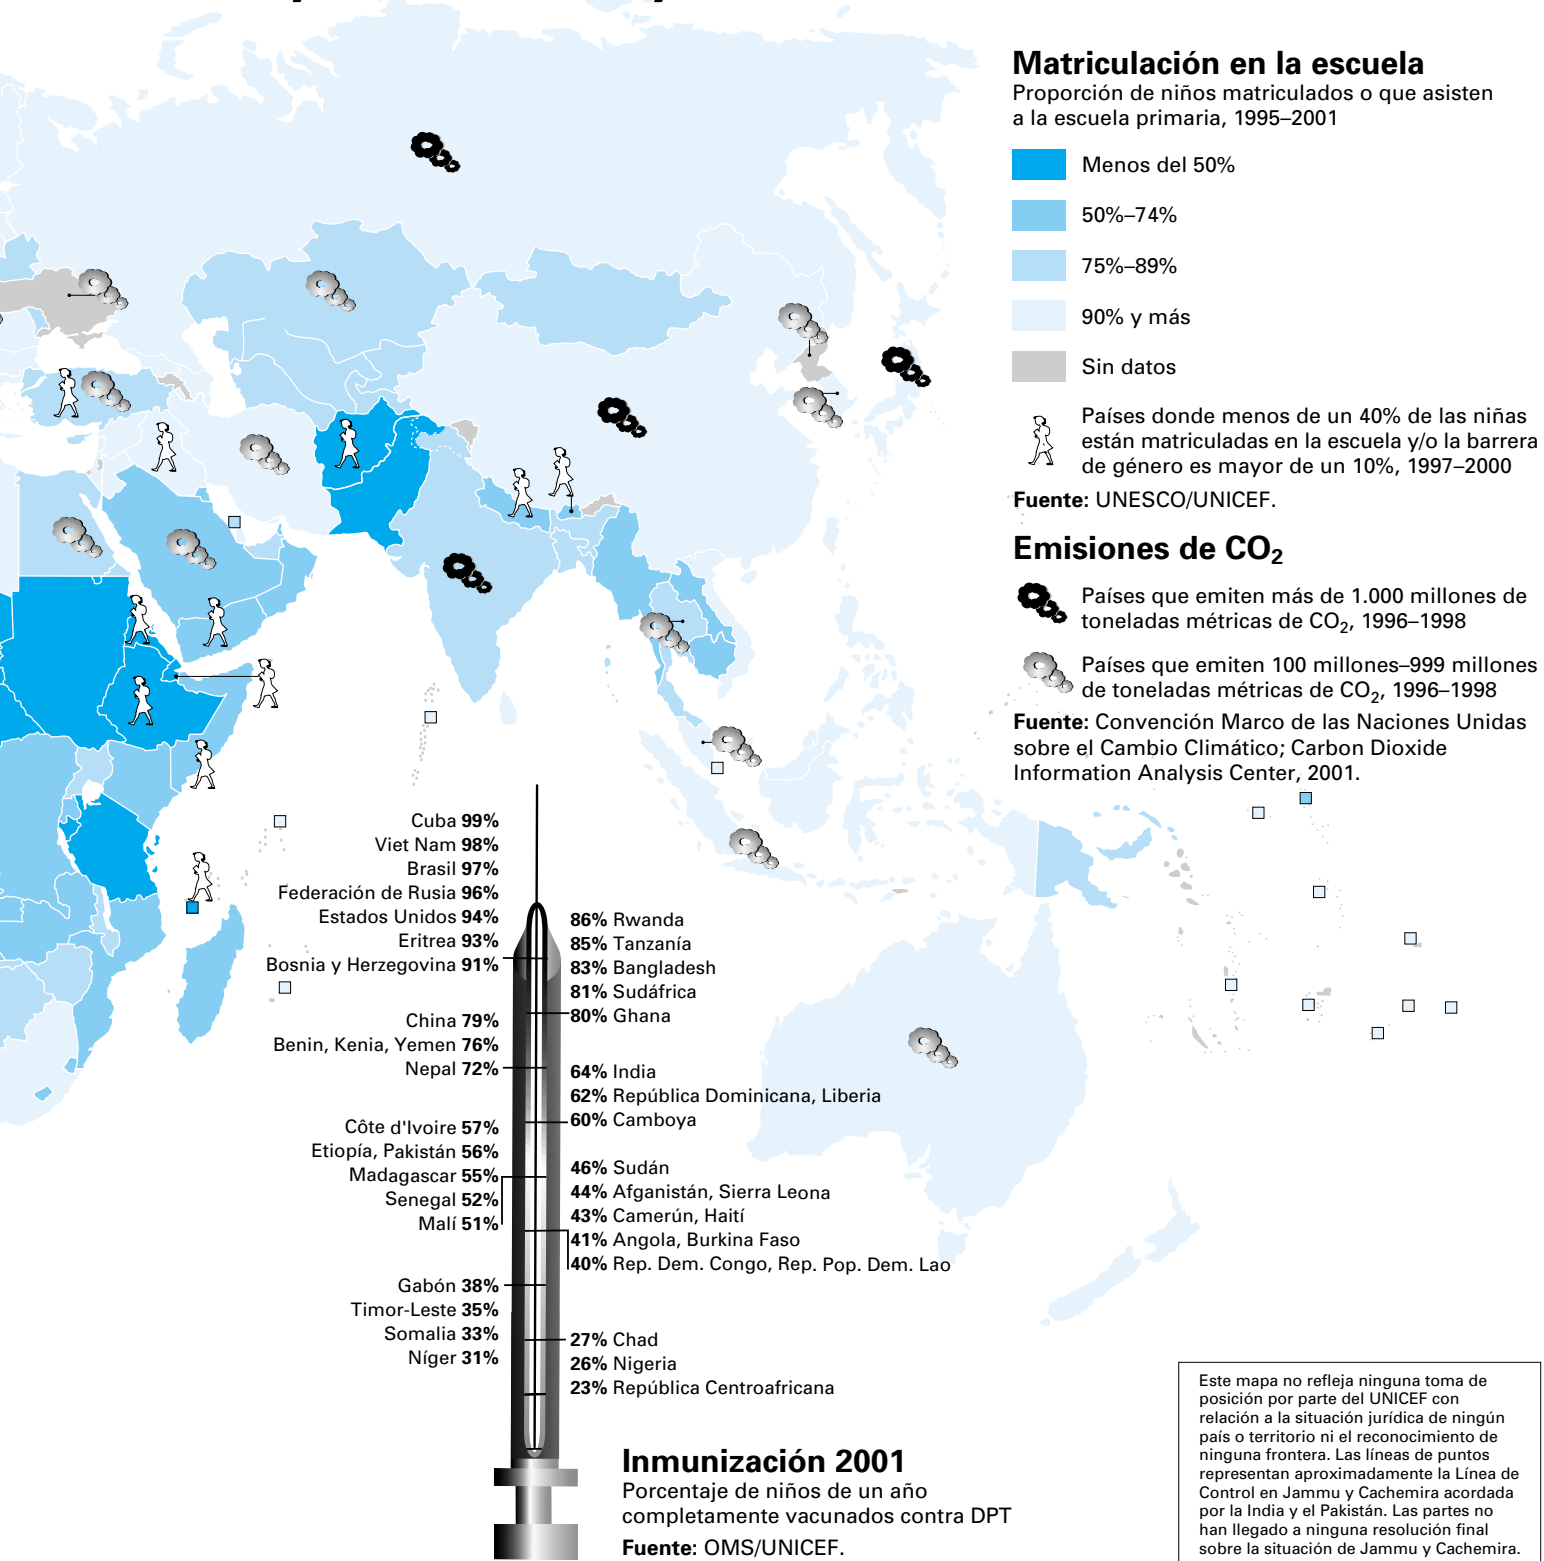 Matriculación en la escuela
Proporción de niños matriculados o que asisten
a la escuela primaria, 1995–2001
Menos del 50%
50%–74%
75%–89%
90% y más
Sin datos
Países donde menos de un 40% de las niñas
están matriculadas en la escuela y/o la barrera
de género es mayor de un 10%, 1997–2000
Fuente: UNESCO/UNICEF.
Emisiones de CO2
Países que emiten más de 1.000 millones de
toneladas métricas de CO2, 1996–1998
Países que emiten 100 millones–999 millones
de toneladas métricas de CO2, 1996–1998
Fuente: Convención Marco de las Naciones Unidas
sobre el Cambio Climático; Carbon Dioxide
Information Analysis Center, 2001.
Cuba 99%
Viet Nam 98%
Brasil 97%
Federación de Rusia 96%
Estados Unidos 94%
Eritrea 93%
Bosnia y Herzegovina 91%
86% Rwanda
85% Tanzanía
83% Bangladesh
81% Sudáfrica
80% Ghana
China 79%
Benin, Kenia, Yemen 76%
Nepal 72%
64% India
62% República Dominicana, Liberia
60% Camboya
Côte d'Ivoire 57%
Etiopía, Pakistán 56%
Madagascar 55%
Senegal 52%
Malí 51%
46% Sudán
44% Afganistán, Sierra Leona
43% Camerún, Haití
41% Angola, Burkina Faso
40% Rep. Dem. Congo, Rep. Pop. Dem. Lao
Gabón 38%
Timor-Leste 35%
Somalia 33%
Níger 31%
27% Chad
26% Nigeria
23% República Centroafricana
Inmunización 2001
Porcentaje de niños de un año
completamente vacunados contra DPT
Fuente: OMS/UNICEF.
Este mapa no refleja ninguna toma de
posición por parte del UNICEF con
relación a la situación jurídica de ningún
país o territorio ni el reconocimiento de
ninguna frontera. Las líneas de puntos
representan aproximadamente la Línea de
Control en Jammu y Cachemira acordada
por la India y el Pakistán. Las partes no
han llegado a ninguna resolución final
sobre la situación de Jammu y Cachemira.